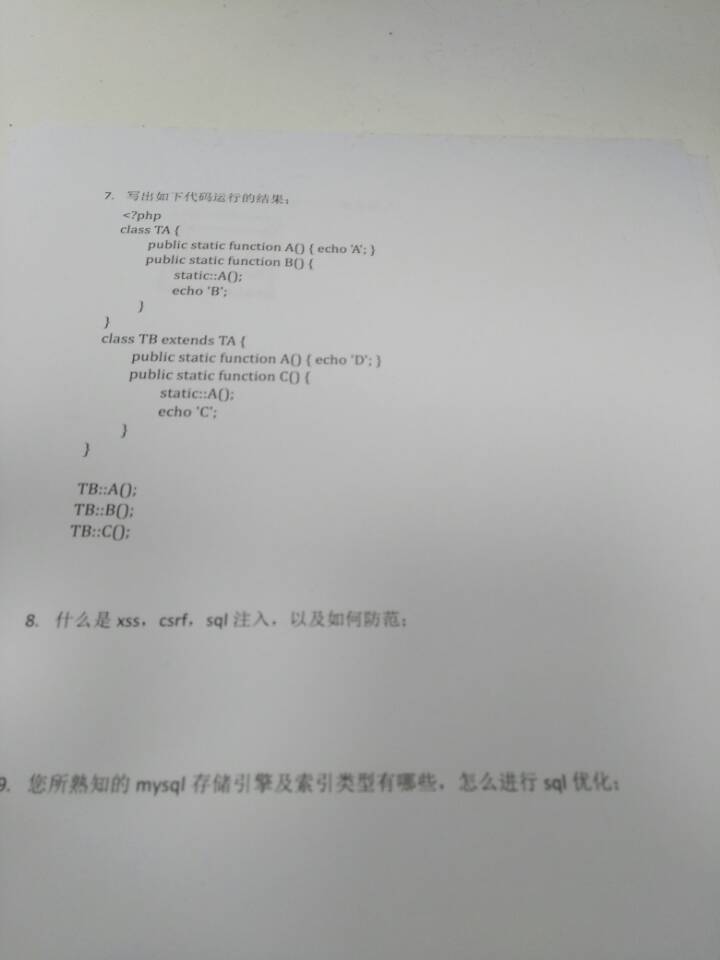 7. 写出如下代码运行的结果;
<?php
class TA {
public static function A() { echo 'A'; }
public static function B() {
static::A();
echo 'B';
}
}
class TB extends TA {
public static function A() { echo 'D'; }
public static function C() {
static::A();
echo 'C';
}
}
TB::A();
TB::B();
TB::C();
8. 什么是 xss，csrf，sql 注入，以及如何防范;
9. 您所熟知的 mysql 存储引擎及索引类型有哪些，怎么进行 sql 优化;